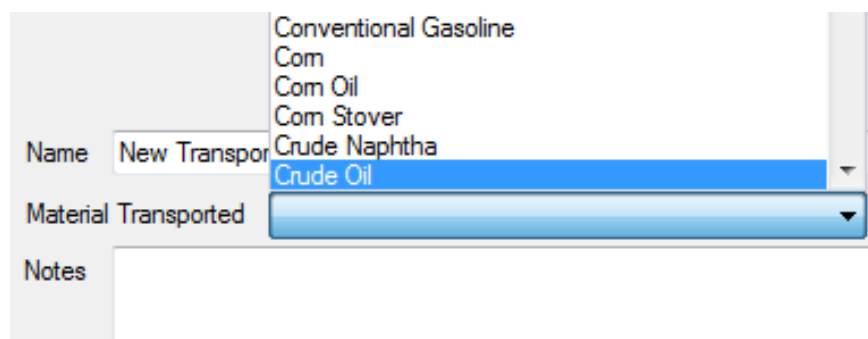 Conventional Gasoline
Corn
Corn Oil
Corn Stover
Crude Naphtha
Name New Transpor
Crude Oil
Material Transported
Notes